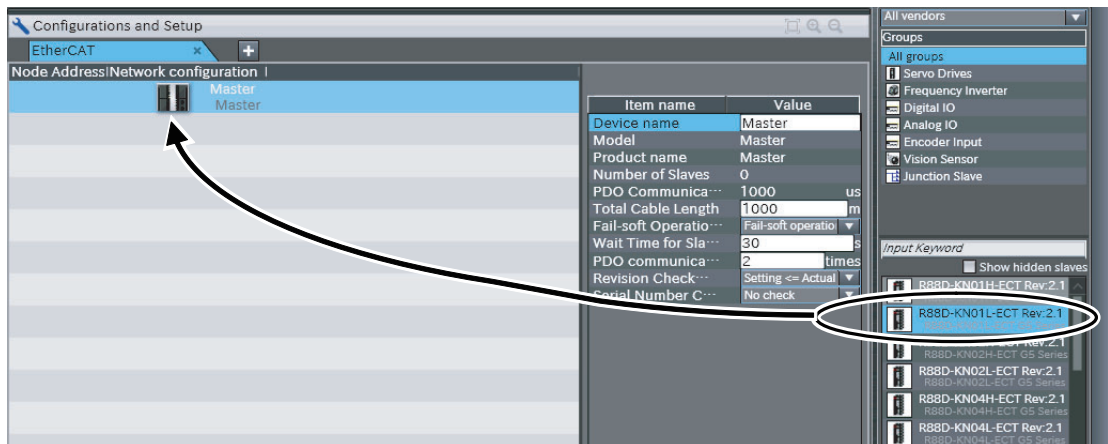 Configurations and Setup
EtherCAT
Node Address Network configuration
Master
Master
Item name Value
Device name Master
Model Master
Product name Master
Number of Slaves 0
PDO Communica··· 1000 us
Total Cable Length 1000 m
Fail-soft Operatio··· Fail-soft operatio
Wait Time for Sla··· 30 s
PDO communica··· 2 times
Revision Check··· Setting <= Actual
Serial Number C··· No check
All vendors
Groups
All groups
Servo Drives
Frequency Inverter
Digital IO
Analog IO
Encoder Input
Vision Sensor
Junction Slave
Input Keyword
Show hidden slaves
R88D-KN01H-ECT Rev:2.1
R88D-KN01L-ECT Rev:2.1
R88D-KN02H-ECT G5 Series
R88D-KN02L-ECT Rev:2.1
R88D-KN02L-ECT G5 Series
R88D-KN04H-ECT Rev:2.1
R88D-KN04H-ECT G5 Series
R88D-KN04L-ECT Rev:2.1
R88D-KN04L-ECT G5 Series